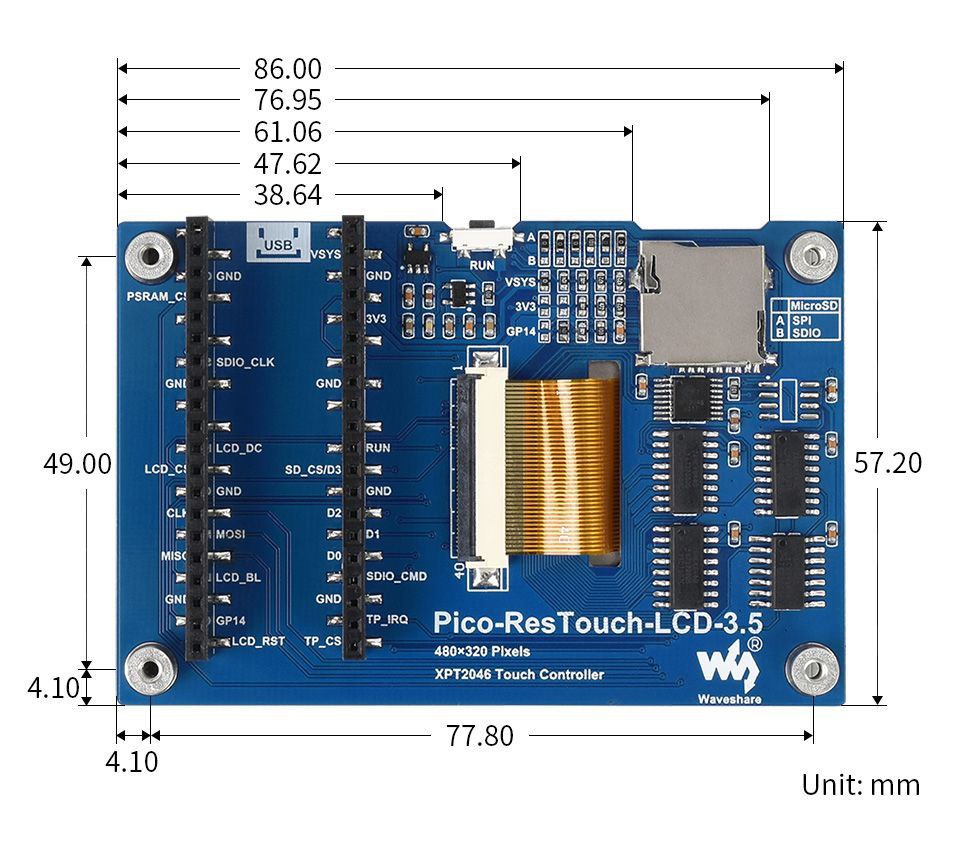 86.00
76.95
61.06
47.62
38.64
USB
VSYS
GND
PSRAM_CS
GND
3V3
SDIO_CLK
GND
GND
LCD_DC
RUN
LCD_CS
SD_CS/D3
GND
GND
CLK
D2
MOSI
D1
MISO
D0
LCD_BL
SDIO_CMD
GND
GND
GP14
TP_IRQ
LCD_RST
TP_CS
RUN
A
B
VSYS
3V3
GP14
MicroSD
A SPI
B SDIO
1
40
49.00
57.20
4.10
Pico-ResTouch-LCD-3.5
480×320 Pixels
XPT2046 Touch Controller
®
Waveshare
77.80
4.10
Unit: mm